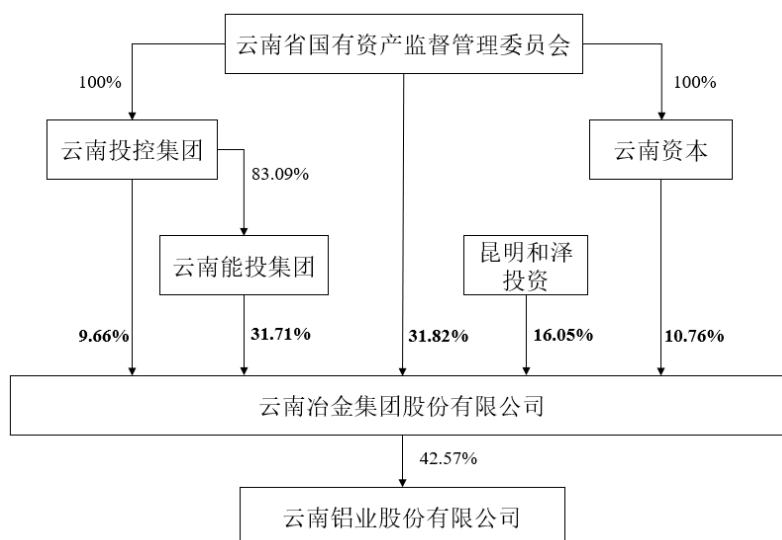 云南省国有资产监督管理委员会
100%
100%
云南投控集团
云南资本
83.09%
云南能投集团
昆明和泽
投资
9.66%
31.71%
31.82%
16.05%
10.76%
云南冶金集团股份有限公司
42.57%
云南铝业股份有限公司